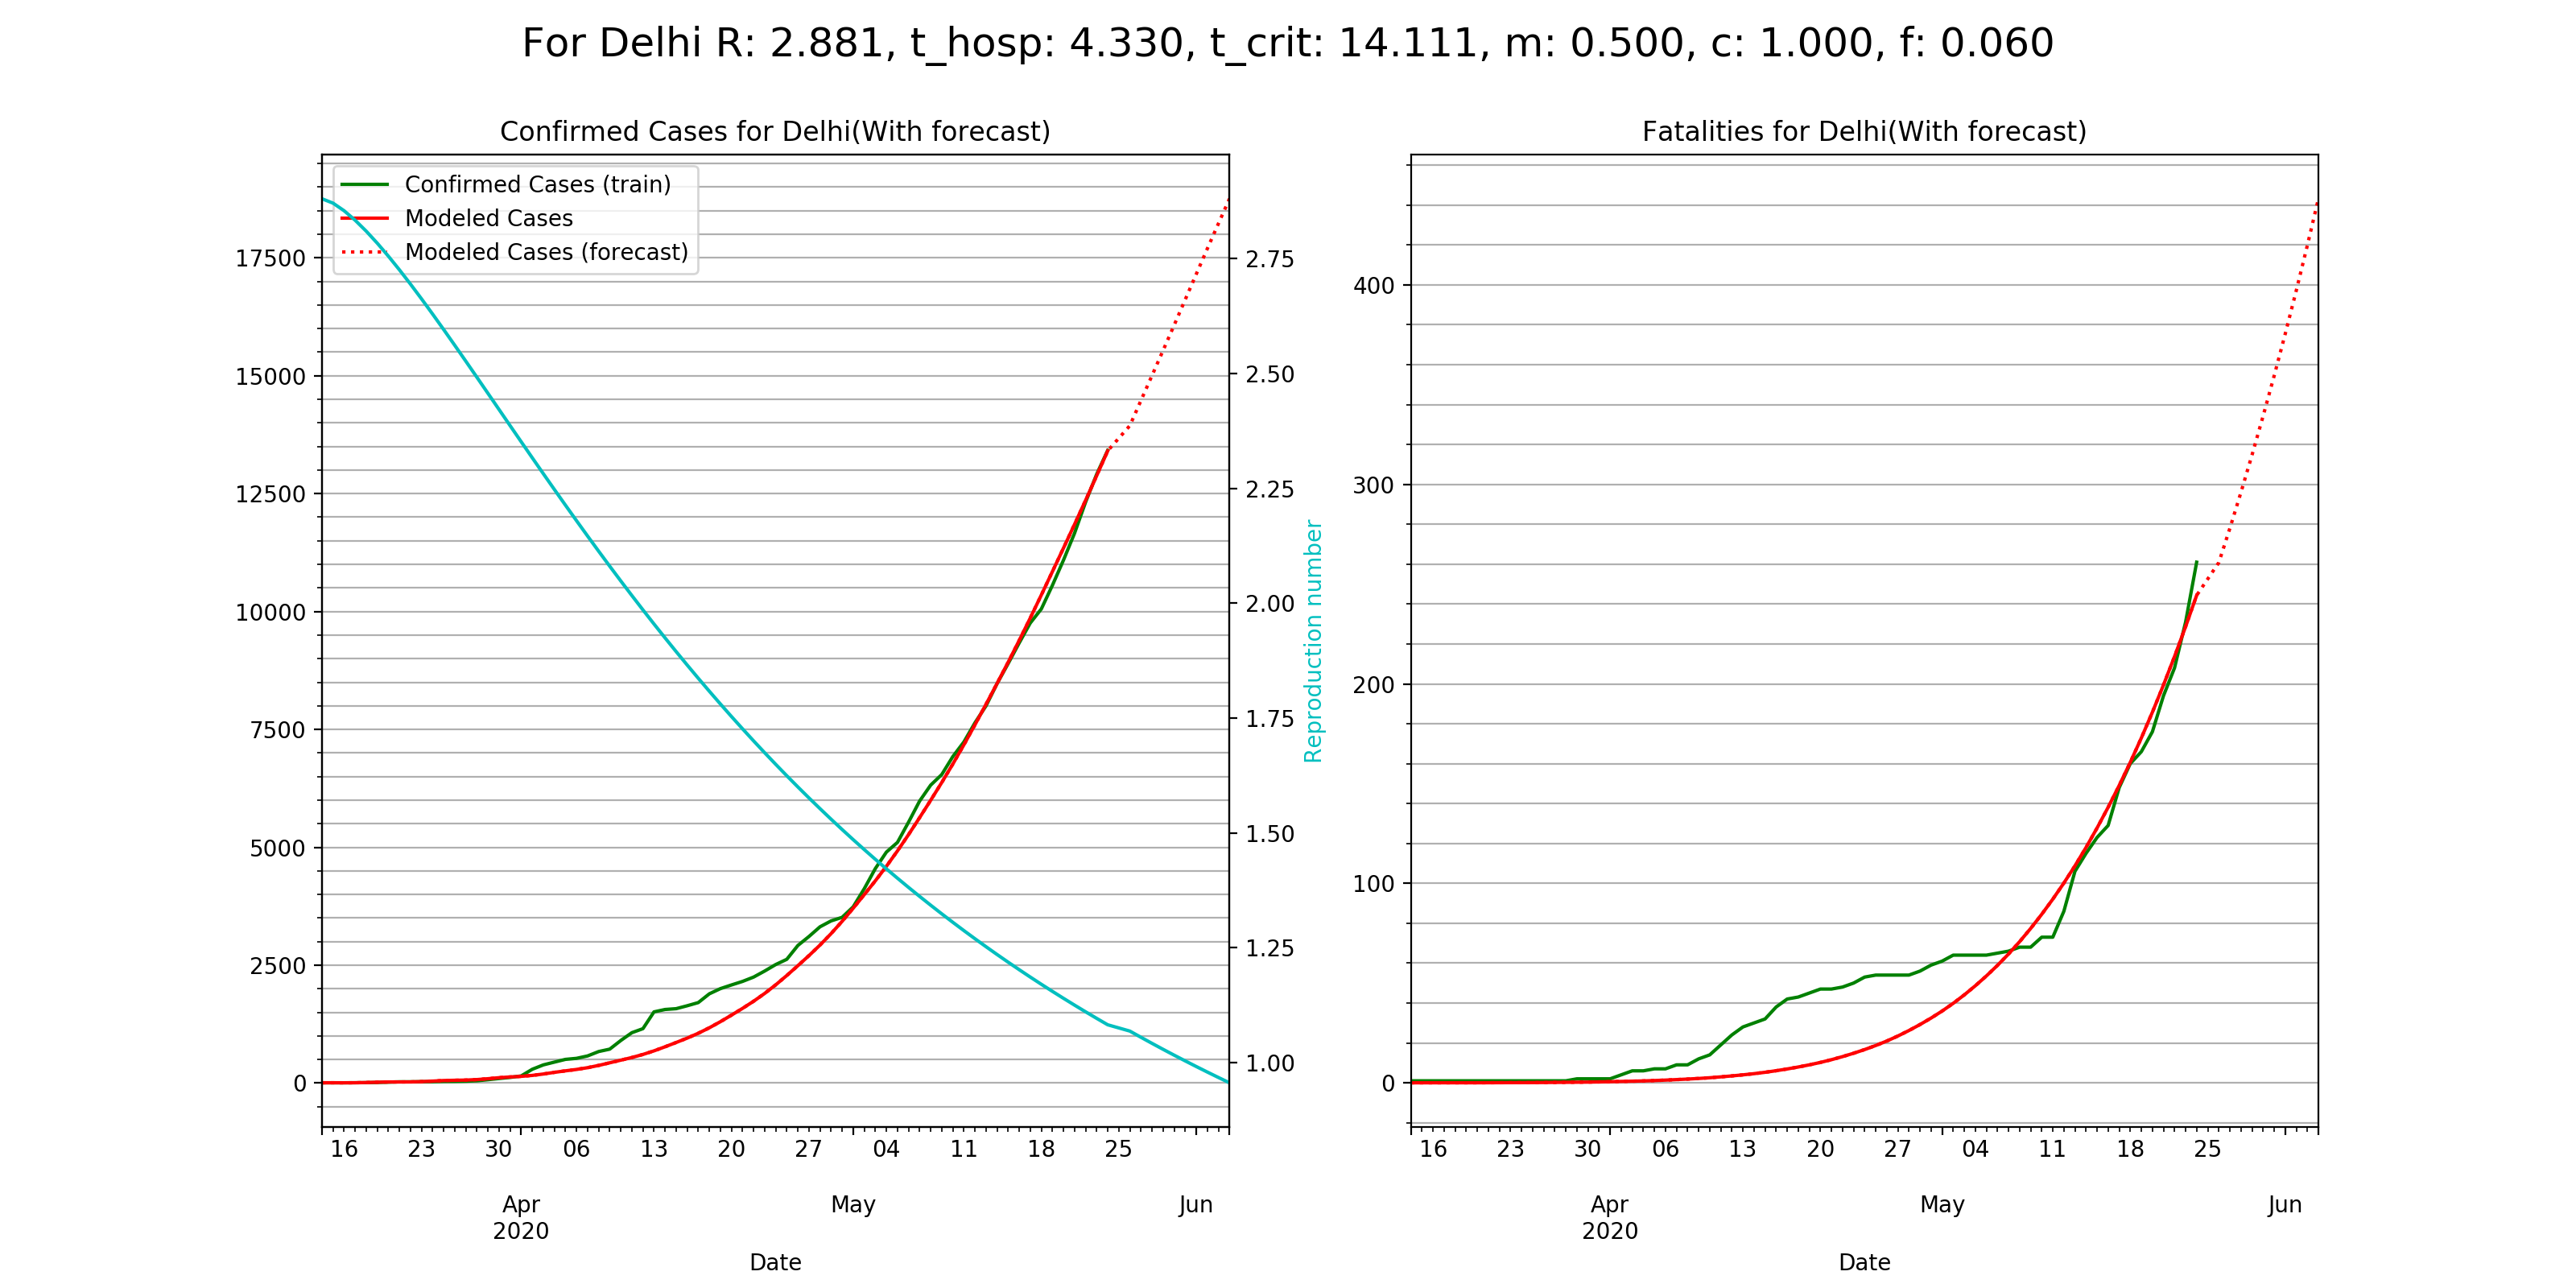 For Delhi R: 2.881, t_hosp: 4.330, t_crit: 14.111, m: 0.500, c: 1.000, f: 0.060
Confirmed Cases for Delhi(With forecast)
Confirmed Cases (train)
Modeled Cases
Modeled Cases (forecast)
17500
15000
12500
10000
7500
5000
2500
0
2.75
2.50
2.25
2.00
1.75
1.50
1.25
1.00
Reproduction number
16 23 30 06 13 20 27 04 11 18 25
Apr May Jun
2020
Date
Fatalities for Delhi(With forecast)
400
300
200
100
0
16 23 30 06 13 20 27 04 11 18 25
Apr May Jun
2020
Date